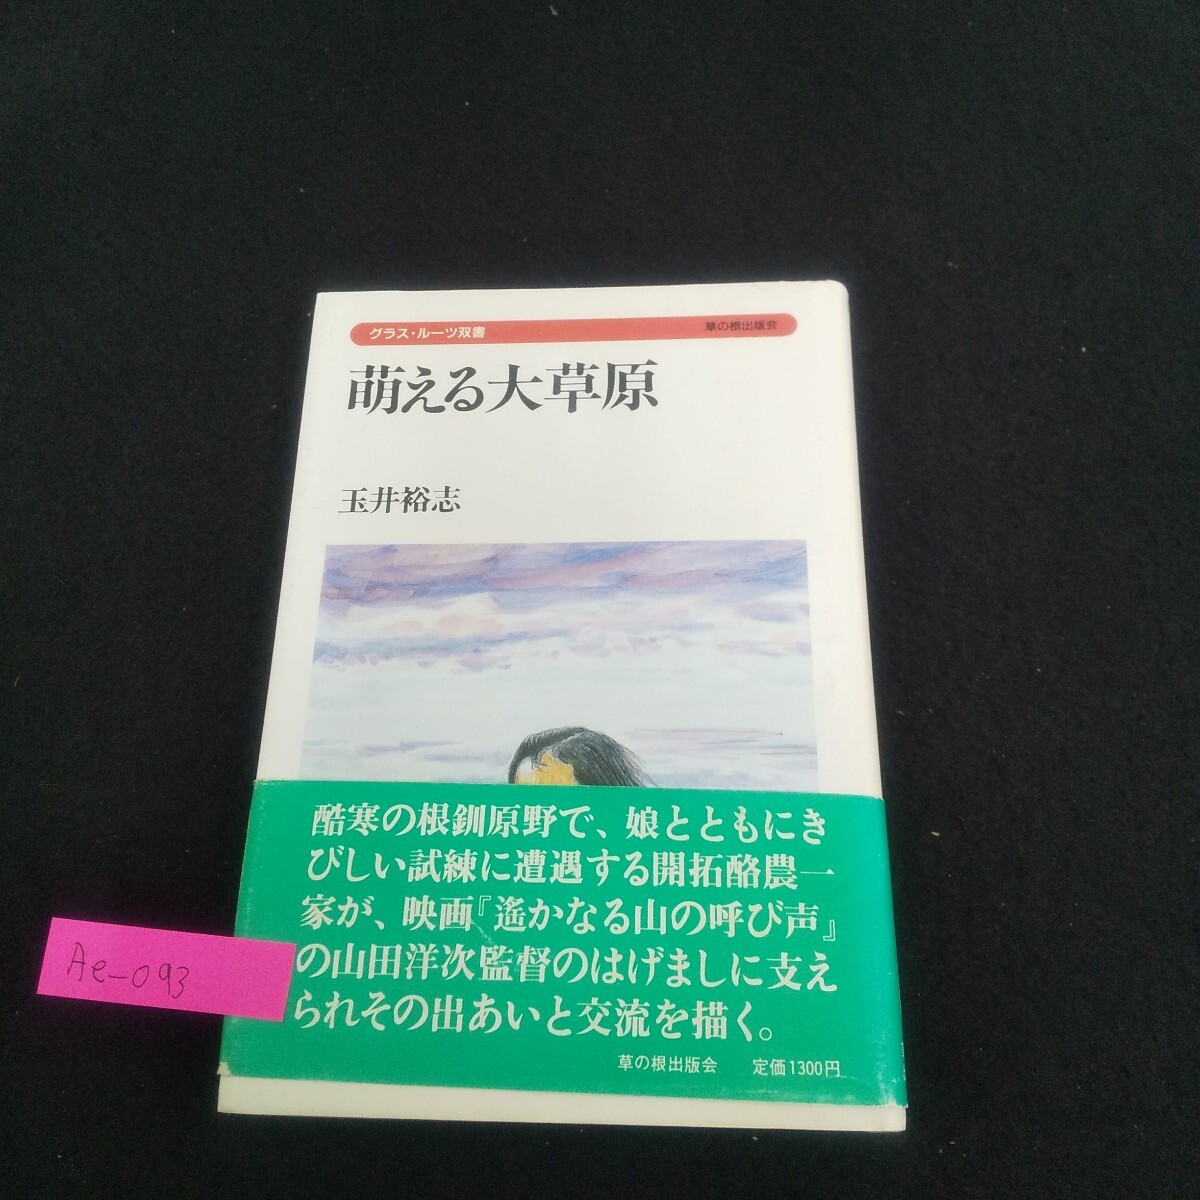 グラス・ルーツ双書
草の根出版会
萌える大草原
玉井裕志
酷寒の根釧原野で、娘とともにき
びしい試練に遭遇する開拓酪農一
家が、映画『遙かなる山の呼び声』
の山田洋次監督のはげましに支え
られその出あいと交流を描く。
草の根出版会 定価1300円
Ae-093